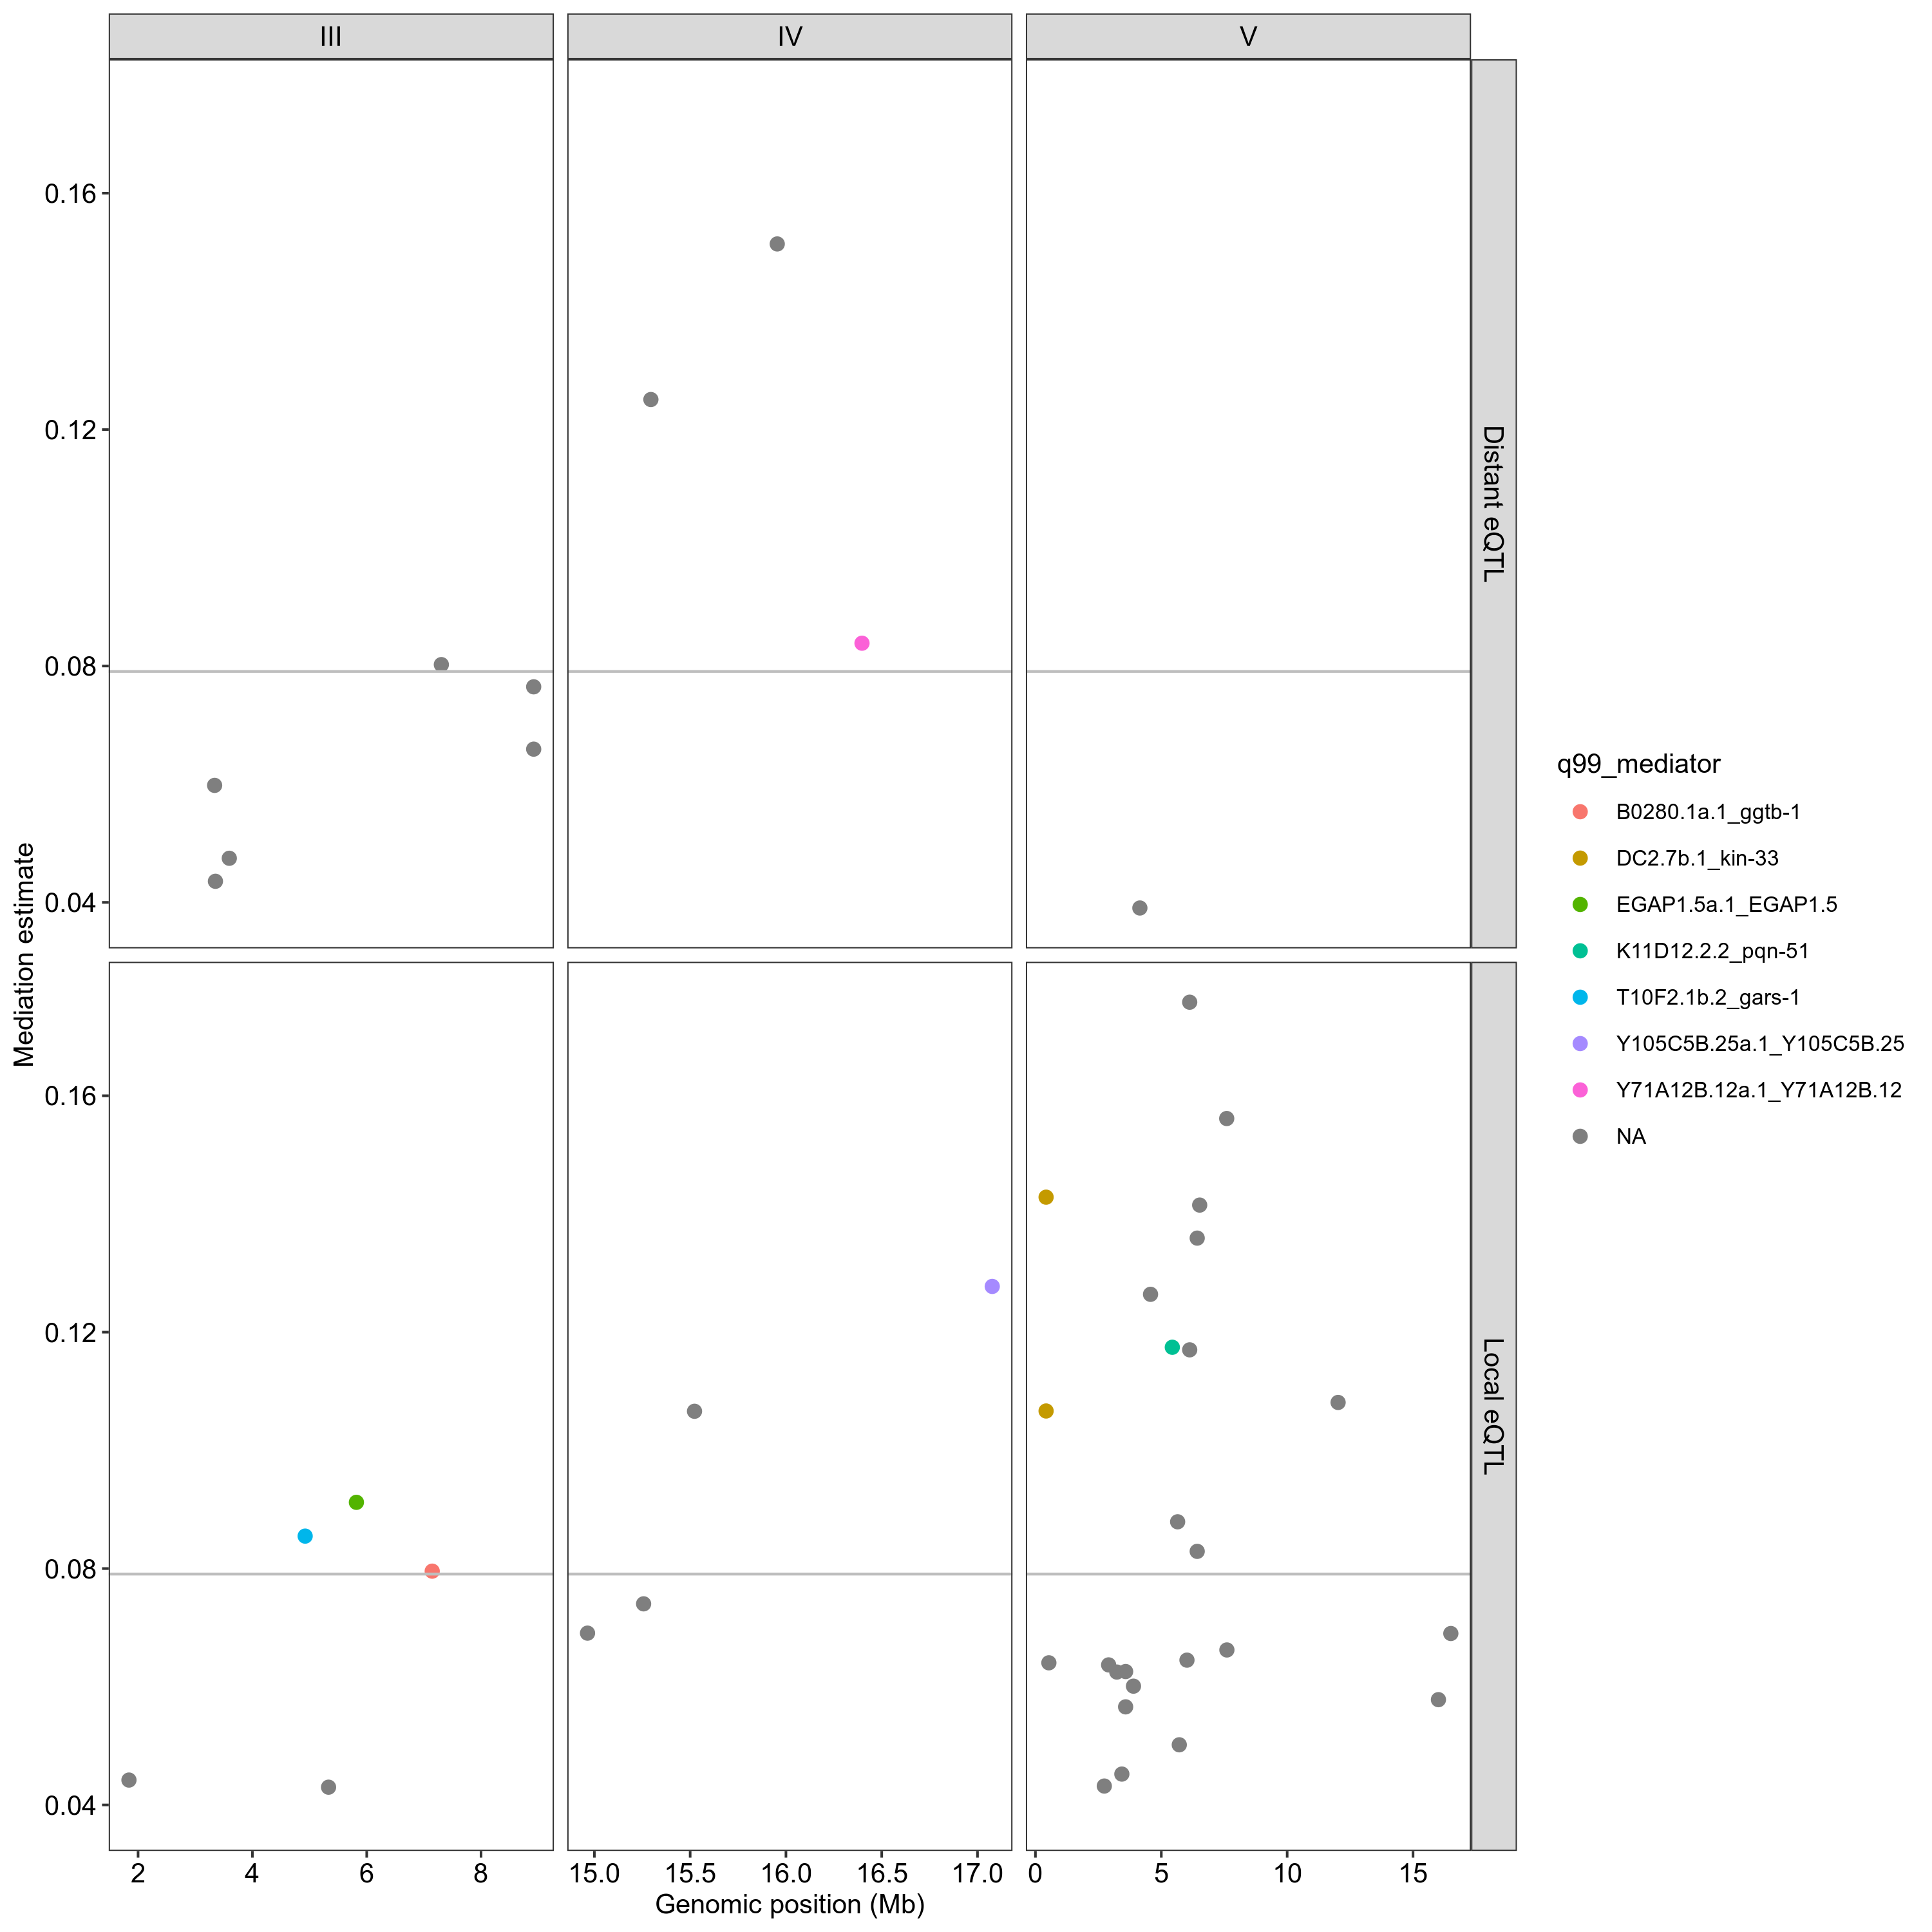 III
IV
V
0.16
0.12
0.08
0.04
Distant eQTL
0.16
0.12
0.08
0.04
Local eQTL
Mediation estimate
2 4 6 8
15.0 15.5 16.0 16.5 17.0
0 5 10 15
Genomic position (Mb)
q99_mediator
B0280.1a.1_ggtb-1
DC2.7b.1_kin-33
EGAP1.5a.1_EGAP1.5
K11D12.2.2_pqn-51
T10F2.1b.2_gars-1
Y105C5B.25a.1_Y105C5B.25
Y71A12B.12a.1_Y71A12B.12
NA